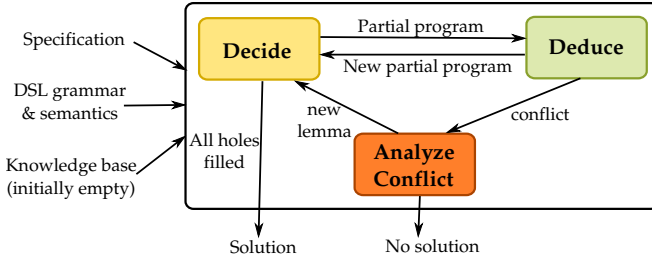 Specification
DSL grammar
& semantics
Knowledge base
(initially empty)
Decide
Partial program
New partial program
Deduce
new
lemma
conflict
All holes
filled
Analyze
Conflict
Solution
No solution